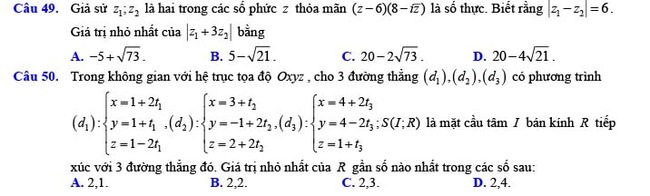 Câu 49. Giả sử z₁; z₂ là hai trong các số phức z thỏa mãn (z−6)(8−i\overline{z}) là số thực. Biết rằng |z₁−z₂|=6.
Giá trị nhỏ nhất của |z₁+3z₂| bằng
A. −5+√73. B. 5−√21. C. 20−2√73. D. 20−4√21.
Câu 50. Trong không gian với hệ trục tọa độ Oxyz, cho 3 đường thẳng (d₁),(d₂),(d₃) có phương trình
(d₁):{x=1+2t₁; y=1+t₁; z=1−2t₁ ,(d₂):{x=3+t₂; y=−1+2t₂; z=2+2t₂ ,(d₃):{x=4+2t₃; y=4−2t₃; z=1+t₃ ;S(I;R) là mặt cầu tâm I bán kính R tiếp
xúc với 3 đường thẳng đó. Giá trị nhỏ nhất của R gần số nào nhất trong các số sau:
A. 2,1. B. 2,2. C. 2,3. D. 2,4.